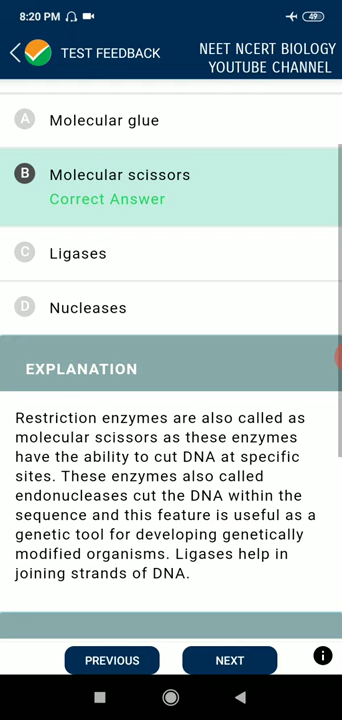 8:20 PM
49
TEST FEEDBACK
NEET NCERT BIOLOGY
YOUTUBE CHANNEL
A Molecular glue
B Molecular scissors
Correct Answer
C Ligases
D Nucleases
EXPLANATION
Restriction enzymes are also called as
molecular scissors as these enzymes
have the ability to cut DNA at specific
sites. These enzymes also called
endonucleases cut the DNA within the
sequence and this feature is useful as a
genetic tool for developing genetically
modified organisms. Ligases help in
joining strands of DNA.
PREVIOUS
NEXT